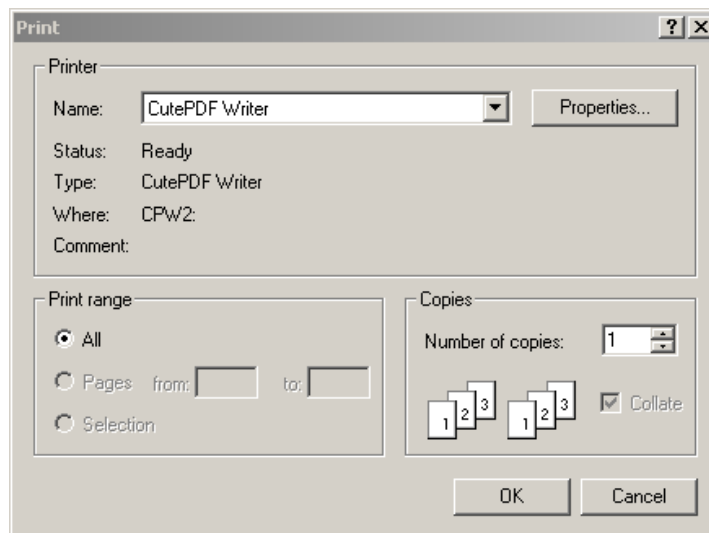 Print
Printer
Name: CutePDF Writer Properties...
Status: Ready
Type: CutePDF Writer
Where: CPW2:
Comment:
Print range
All
Pages from: to:
Selection
Copies
Number of copies: 1
1 2 3 1 2 3 Collate
OK Cancel